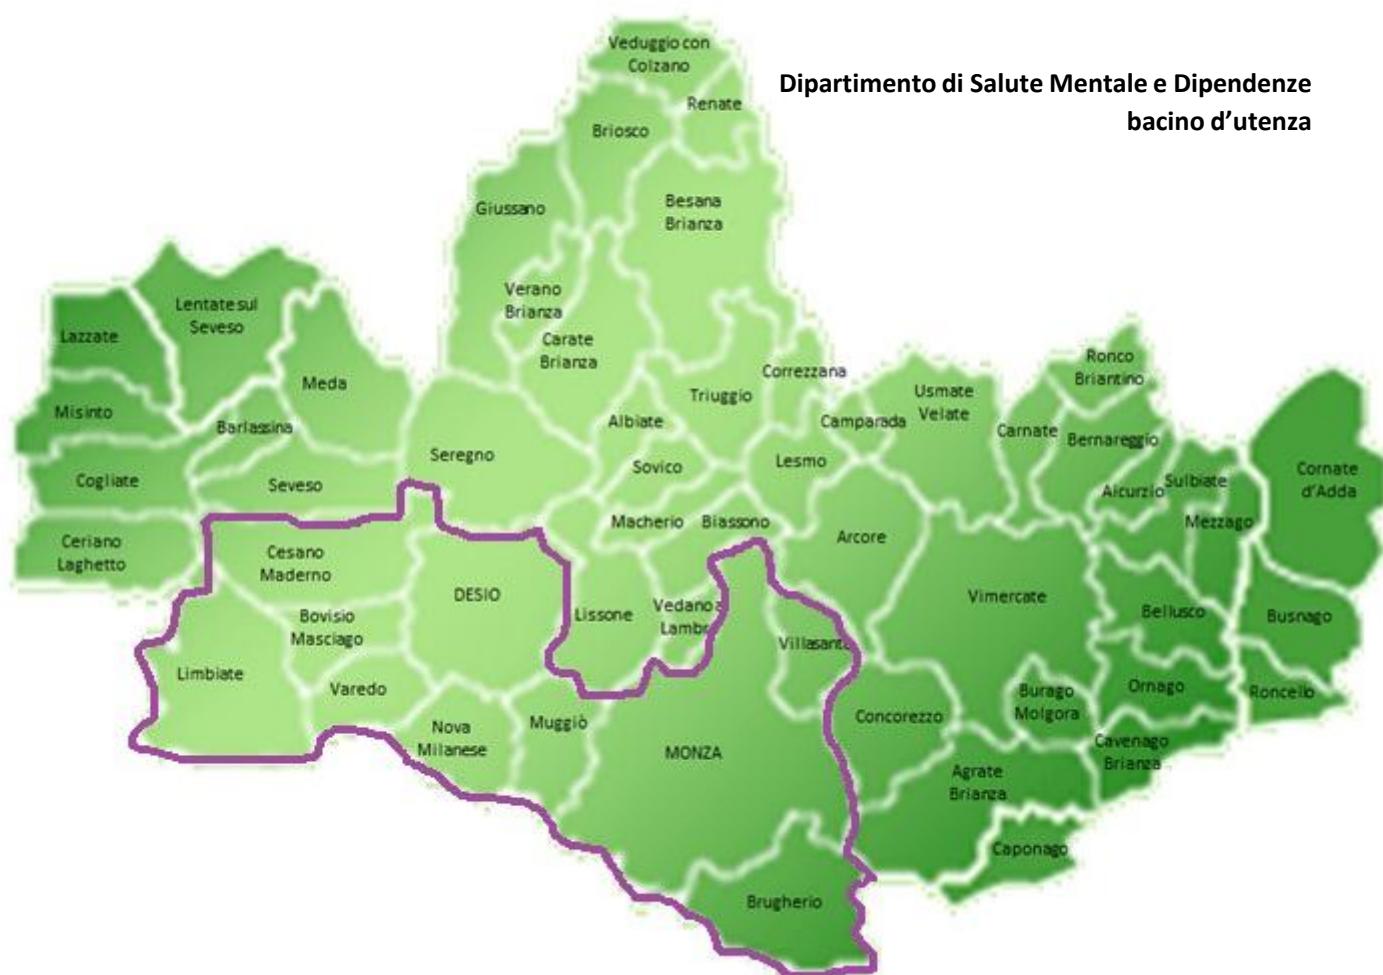 Dipartimento di Salute Mentale e Dipendenze
bacino d'utenza
Veduggio con
Colzano
Renate
Briosco
Giussano
Besana
Brianza
Verano
Brianza
Carate
Brianza
Lentate sul
Seveso
Lazzate
Meda
Misinto
Barlassina
Cogliate
Seveso
Seregno
Ceriano
Laghetto
Correzzana
Triuggio
Albiate
Camparada
Usmate
Velate
Ronco
Briantino
Carnate
Bernareggio
Sovico
Lesmo
Sulbiate
Aicurzio
Cornate
d'Adda
Macherio
Biassono
Mezzago
Arcore
Cesano
Maderno
DESIO
Vimercate
Bovisio
Masciago
Lissone
Vedano a
Lambr
Villasanta
Bellusco
Busnago
Limbiate
Varedo
Ornago
Roncello
Burago
Molgora
Concorezzo
Nova
Milanese
Muggiò
MONZA
Cavenago
Brianza
Agrate
Brianza
Caponago
Brugherio